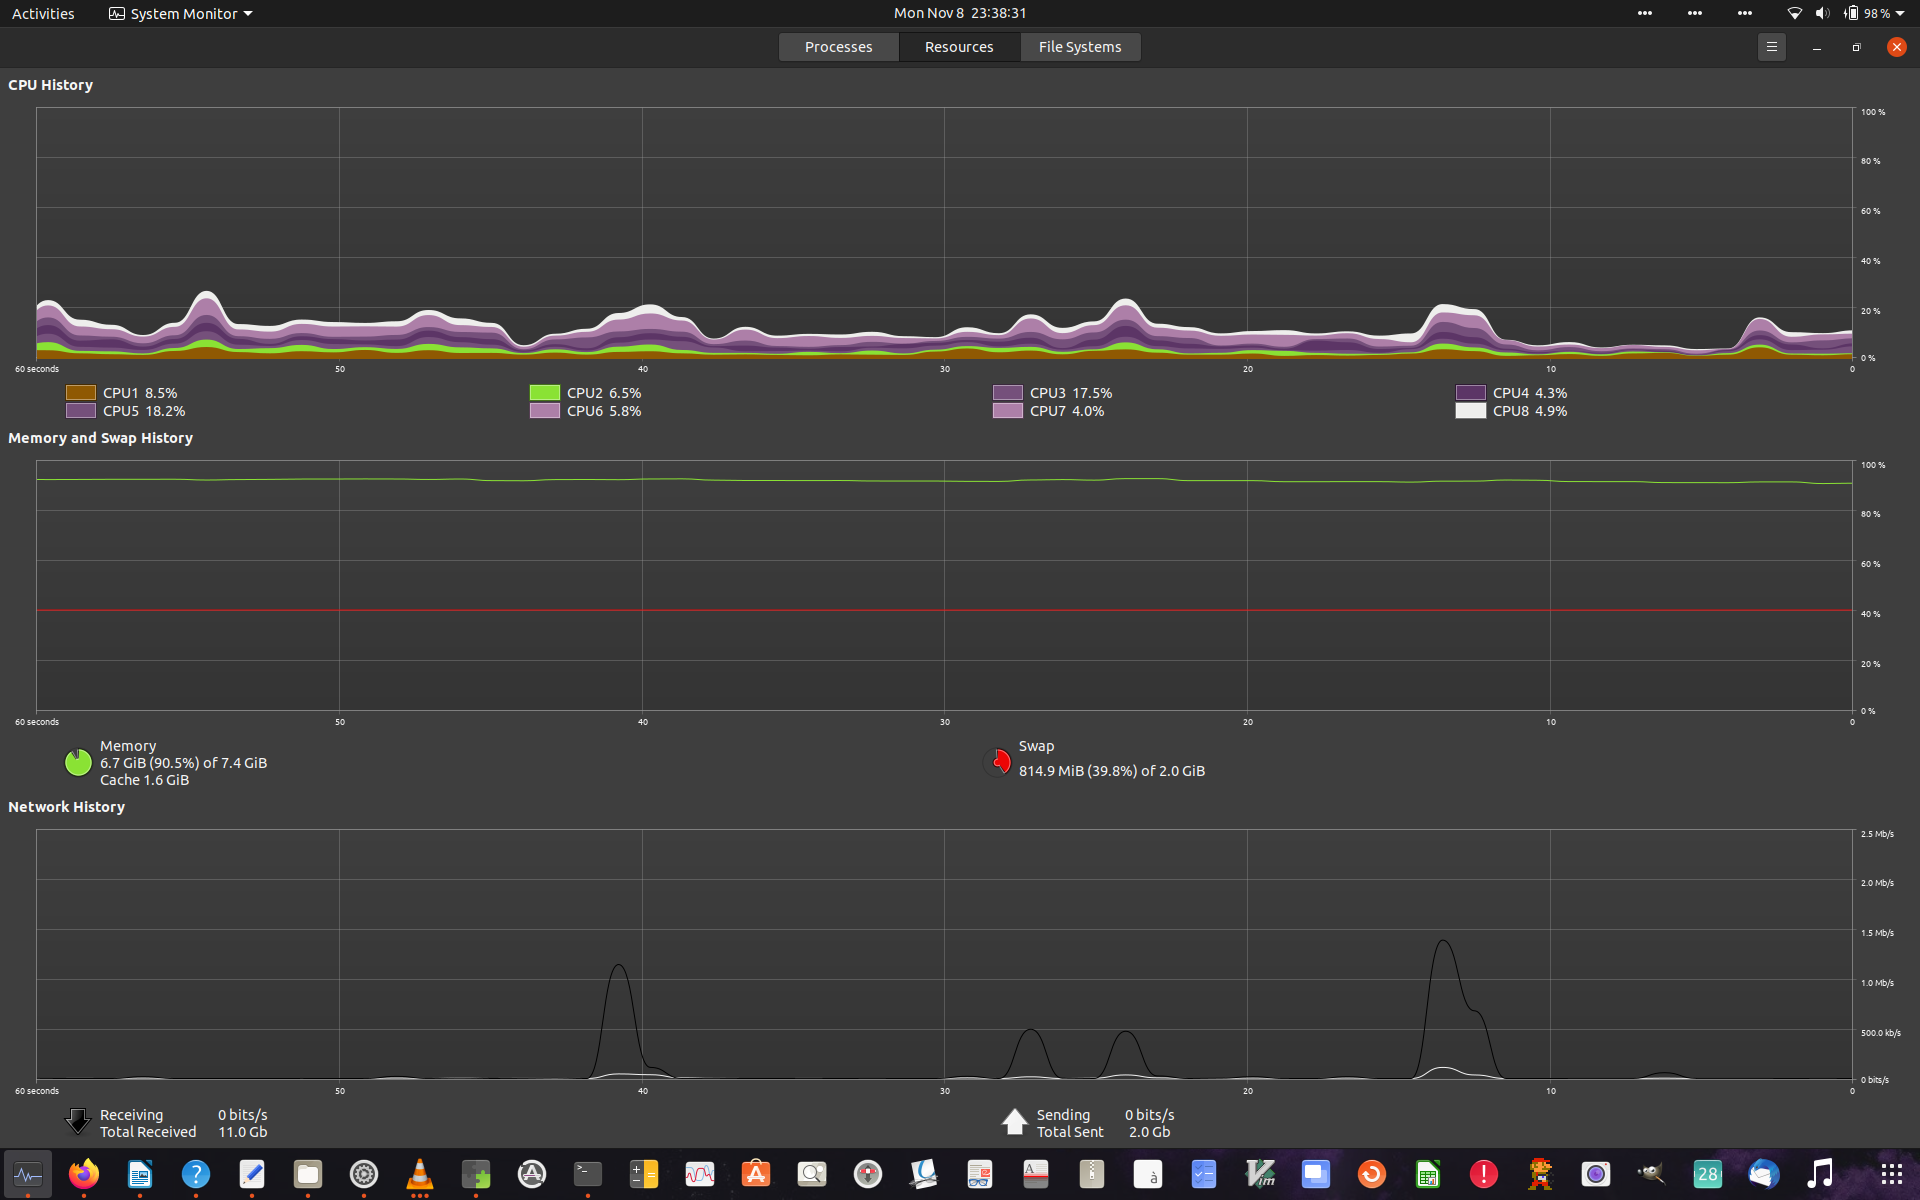 Activities System Monitor Mon Nov 8 23:38:31 98 %
Processes Resources File Systems
CPU History
100 %
80 %
60 %
40 %
20 %
0 %
60 seconds 50 40 30 20 10 0
CPU1 8.5% CPU2 6.5% CPU3 17.5% CPU4 4.3%
CPU5 18.2% CPU6 5.8% CPU7 4.0% CPU8 4.9%
Memory and Swap History
100 %
80 %
60 %
40 %
20 %
0 %
60 seconds 50 40 30 20 10 0
Memory Swap
6.7 GiB (90.5%) of 7.4 GiB 814.9 MiB (39.8%) of 2.0 GiB
Cache 1.6 GiB
Network History
2.5 Mb/s
2.0 Mb/s
1.5 Mb/s
1.0 Mb/s
500.0 kb/s
0 bits/s
60 seconds 50 40 30 20 10 0
Receiving 0 bits/s Sending 0 bits/s
Total Received 11.0 Gb Total Sent 2.0 Gb
? >_ A à Vim ! 28